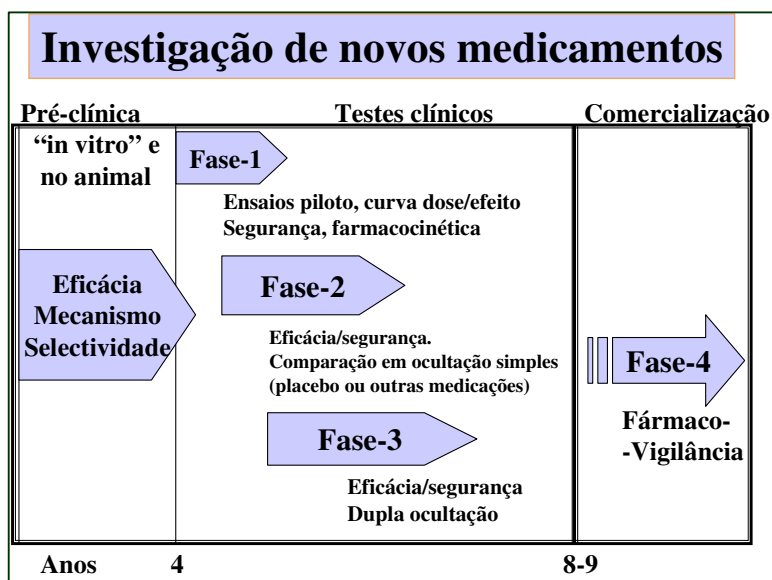 Investigação de novos medicamentos
Pré-clínica
Testes clínicos
Comercialização
“in vitro” e
no animal
Fase-1
Ensaios piloto, curva dose/efeito
Segurança, farmacocinética
Eficácia
Mecanismo
Selectividade
Fase-2
Eficácia/segurança.
Comparação em ocultação simples
(placebo ou outras medicações)
Fase-3
Eficácia/segurança
Dupla ocultação
Fase-4
Fármaco-
-Vigilância
Anos
4
8-9